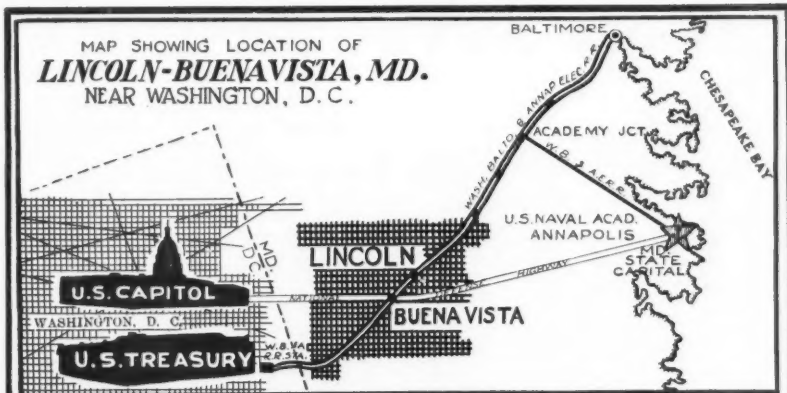 MAP SHOWING LOCATION OF
LINCOLN-BUENAVISTA, MD.
NEAR WASHINGTON, D. C.
BALTIMORE
CHESAPEAKE BAY
WASH. BALTO. & ANNAP. ELEC. R.R.
ACADEMY JCT.
W. B. & A. E. R. R.
U.S. NAVAL ACAD.
ANNAPOLIS
MD.
STATE
CAPITAL
MD.
D C
LINCOLN
U.S. CAPITOL
NATIONAL
HIGHWAY
BUENA VISTA
WASHINGTON, D. C.
U.S. TREASURY
R.R. STA.